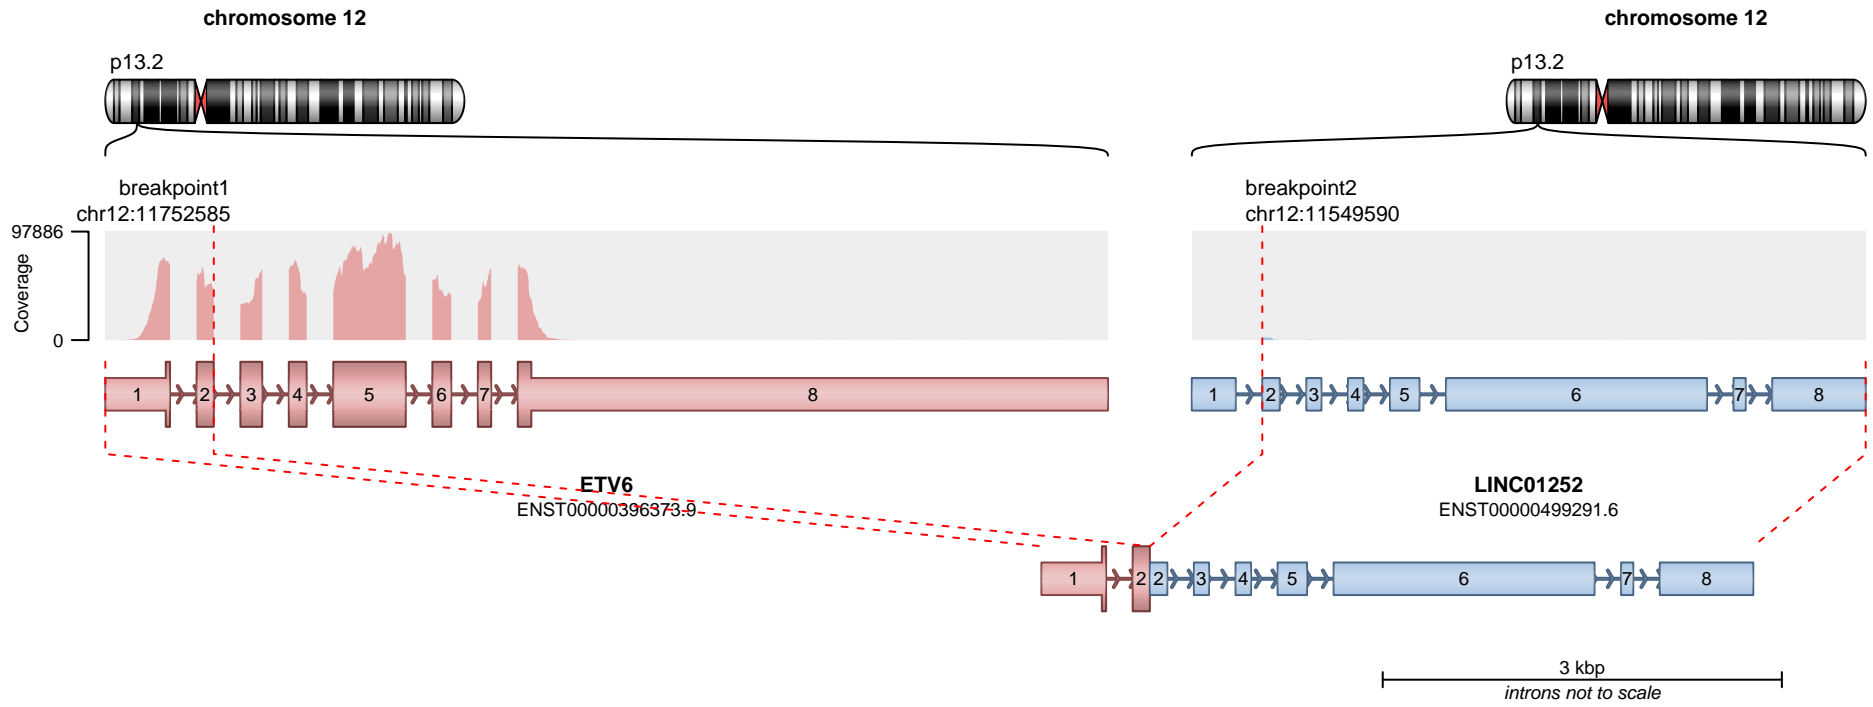 chromosome 12
chromosome 12
p13.2
p13.2
breakpoint1
chr12:11752585
breakpoint2
chr12:11549590
97886
Coverage
0
1 2 3 4 5 6 7 8
1 2 3 4 5 6 7 8
ETV6
ENST00000396373.9
LINC01252
ENST00000499291.6
1 2 2 3 4 5 6 7 8
3 kbp
introns not to scale